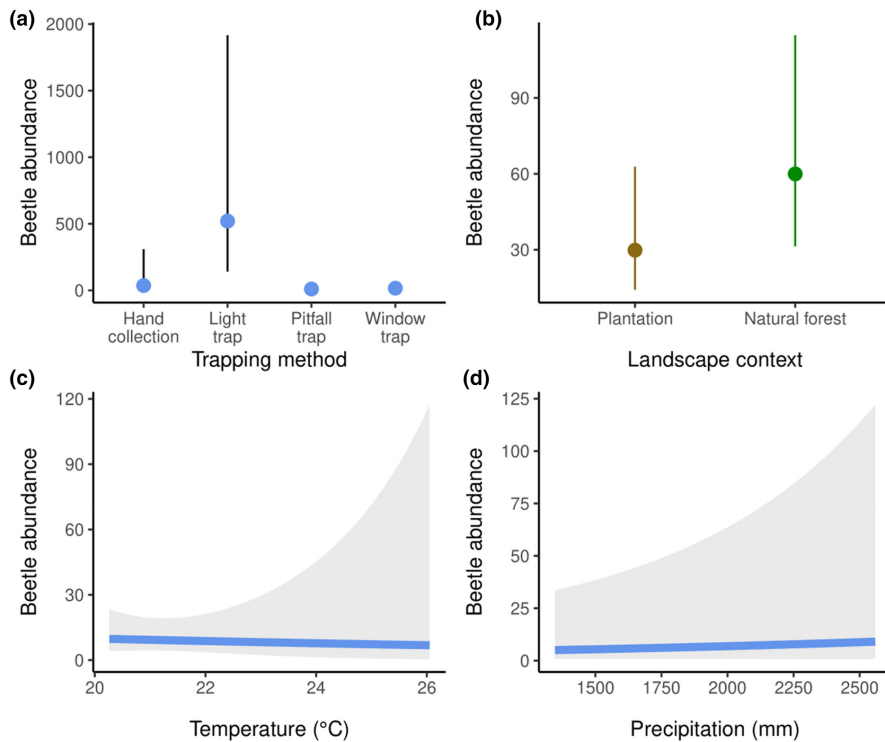 (a)
Beetle abundance
2000
1500
1000
500
0
Hand collection
Light trap
Pitfall trap
Window trap
Trapping method
(b)
Beetle abundance
90
60
30
Plantation
Natural forest
Landscape context
(c)
Beetle abundance
120
90
60
30
0
20
22
24
26
Temperature (°C)
(d)
Beetle abundance
125
100
75
50
25
0
1500
1750
2000
2250
2500
Precipitation (mm)